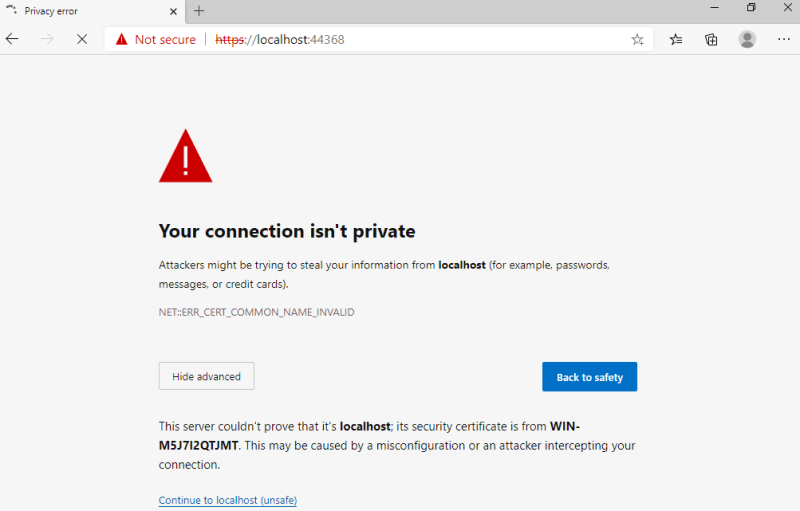 Privacy error
Not secure https://localhost:44368
Your connection isn't private
Attackers might be trying to steal your information from localhost (for example, passwords,
messages, or credit cards).
NET::ERR_CERT_COMMON_NAME_INVALID
Hide advanced
Back to safety
This server couldn't prove that it's localhost; its security certificate is from WIN-
M5J7I2QTJMT. This may be caused by a misconfiguration or an attacker intercepting your
connection.
Continue to localhost (unsafe)